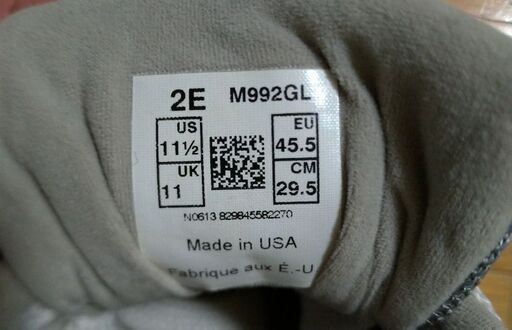 2E M992GL
US
11½
UK
11
EU
45.5
CM
29.5
N0613 829845582270
Made in USA
Fabrique aux É.-U